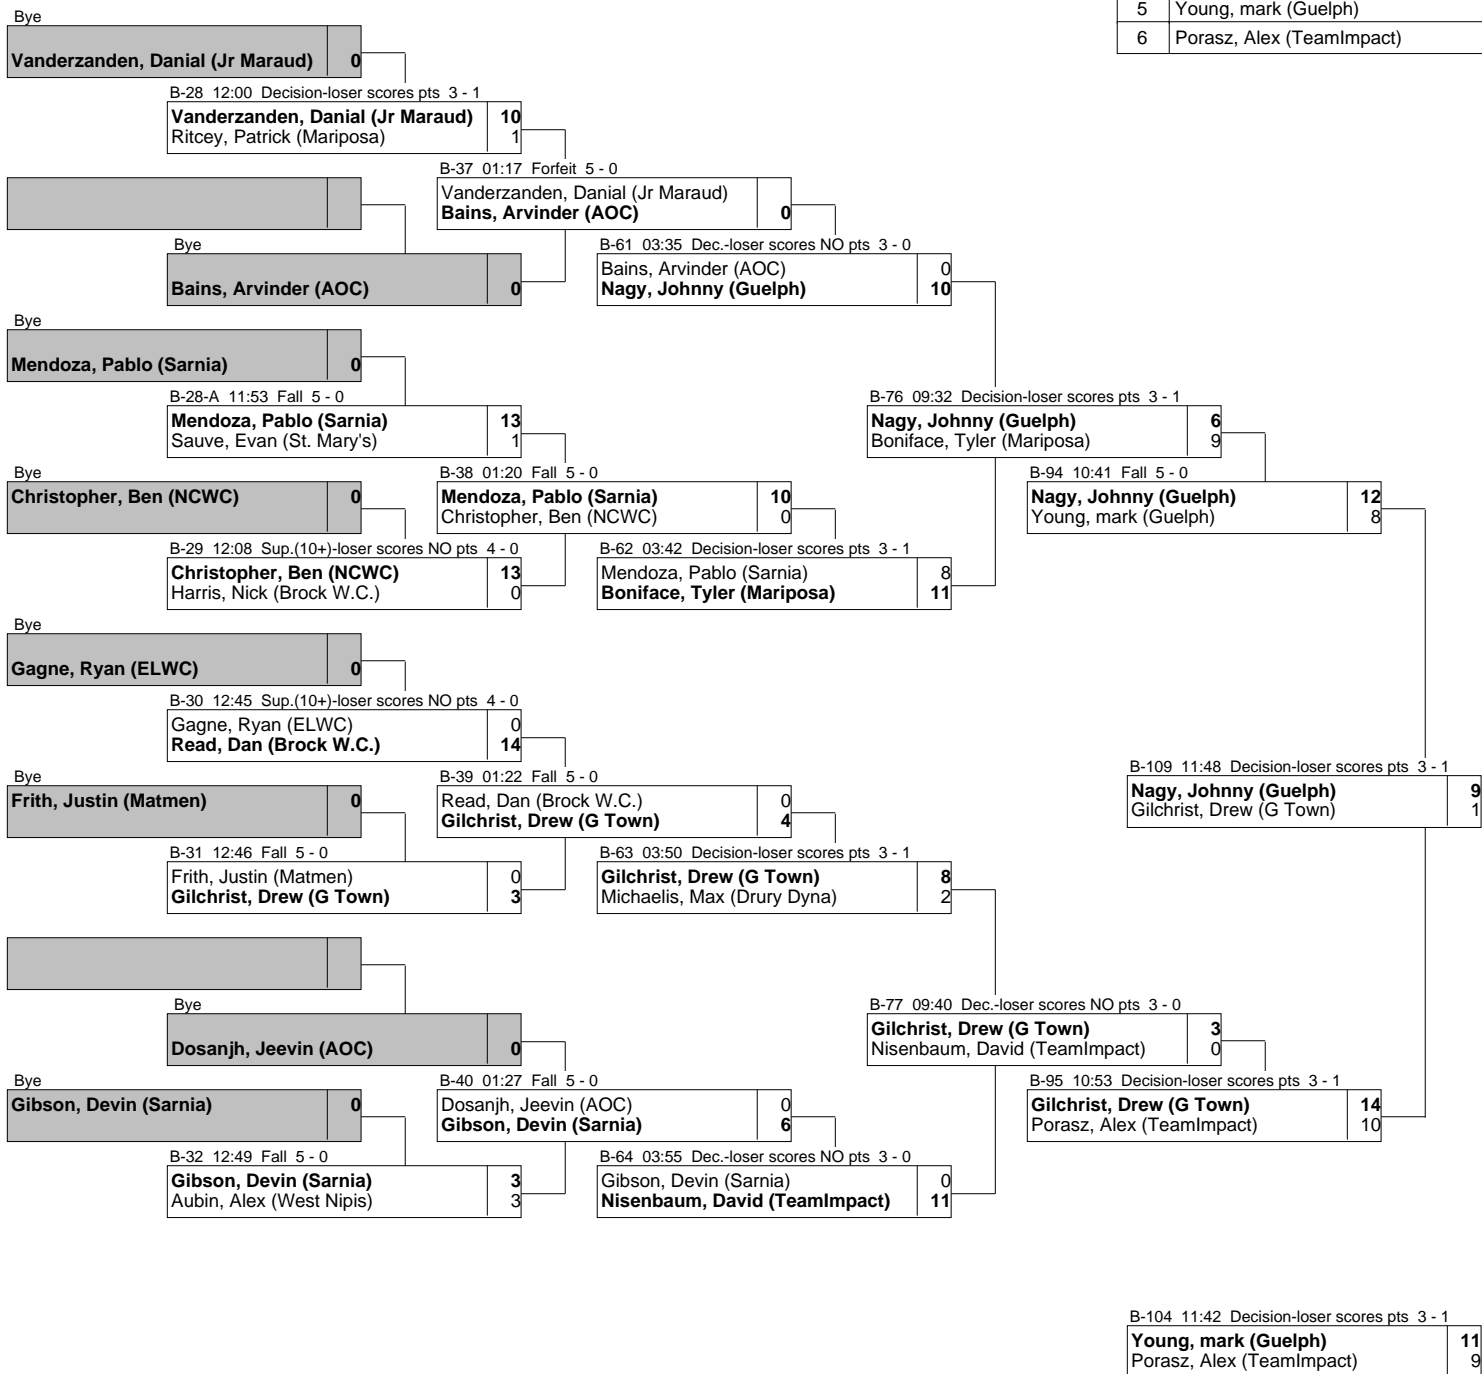 5 Young, mark (Guelph)
6 Porasz, Alex (TeamImpact)
Bye
Vanderzanden, Danial (Jr Maraud) 0
B-28 12:00 Decision-loser scores pts 3 - 1
Vanderzanden, Danial (Jr Maraud) 10
Ritcey, Patrick (Mariposa) 1
B-37 01:17 Forfeit 5 - 0
Vanderzanden, Danial (Jr Maraud)
Bains, Arvinder (AOC) 0
Bye
Bains, Arvinder (AOC) 0
B-61 03:35 Dec.-loser scores NO pts 3 - 0
Bains, Arvinder (AOC) 0
Nagy, Johnny (Guelph) 10
Bye
Mendoza, Pablo (Sarnia) 0
B-28-A 11:53 Fall 5 - 0
Mendoza, Pablo (Sarnia) 13
Sauve, Evan (St. Mary's) 1
B-76 09:32 Decision-loser scores pts 3 - 1
Nagy, Johnny (Guelph) 6
Boniface, Tyler (Mariposa) 9
Bye
Christopher, Ben (NCWC) 0
B-38 01:20 Fall 5 - 0
Mendoza, Pablo (Sarnia) 10
Christopher, Ben (NCWC) 0
B-94 10:41 Fall 5 - 0
Nagy, Johnny (Guelph) 12
Young, mark (Guelph) 8
B-29 12:08 Sup.(10+)-loser scores NO pts 4 - 0
Christopher, Ben (NCWC) 13
Harris, Nick (Brock W.C.) 0
B-62 03:42 Decision-loser scores pts 3 - 1
Mendoza, Pablo (Sarnia) 8
Boniface, Tyler (Mariposa) 11
Bye
Gagne, Ryan (ELWC) 0
B-30 12:45 Sup.(10+)-loser scores NO pts 4 - 0
Gagne, Ryan (ELWC) 0
Read, Dan (Brock W.C.) 14
B-109 11:48 Decision-loser scores pts 3 - 1
Nagy, Johnny (Guelph) 9
Gilchrist, Drew (G Town) 1
Bye
Frith, Justin (Matmen) 0
B-39 01:22 Fall 5 - 0
Read, Dan (Brock W.C.) 0
Gilchrist, Drew (G Town) 4
B-31 12:46 Fall 5 - 0
Frith, Justin (Matmen) 0
Gilchrist, Drew (G Town) 3
B-63 03:50 Decision-loser scores pts 3 - 1
Gilchrist, Drew (G Town) 8
Michaelis, Max (Drury Dyna) 2
Bye
Dosanjh, Jeevin (AOC) 0
B-77 09:40 Dec.-loser scores NO pts 3 - 0
Gilchrist, Drew (G Town) 3
Nisenbaum, David (TeamImpact) 0
Bye
Gibson, Devin (Sarnia) 0
B-40 01:27 Fall 5 - 0
Dosanjh, Jeevin (AOC) 0
Gibson, Devin (Sarnia) 6
B-95 10:53 Decision-loser scores pts 3 - 1
Gilchrist, Drew (G Town) 14
Porasz, Alex (TeamImpact) 10
B-32 12:49 Fall 5 - 0
Gibson, Devin (Sarnia) 3
Aubin, Alex (West Nipis) 3
B-64 03:55 Dec.-loser scores NO pts 3 - 0
Gibson, Devin (Sarnia) 0
Nisenbaum, David (TeamImpact) 11
B-104 11:42 Decision-loser scores pts 3 - 1
Young, mark (Guelph) 11
Porasz, Alex (TeamImpact) 9